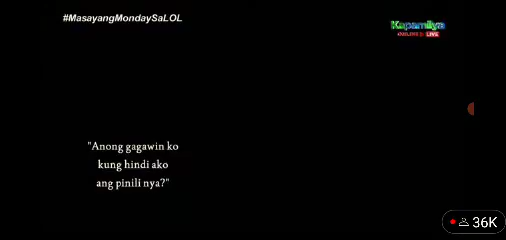 #MasayangMondaySaLOL
Kapamilya
ONLINE LIVE
"Anong gagawin ko
kung hindi ako
ang pinili nya?"
36K